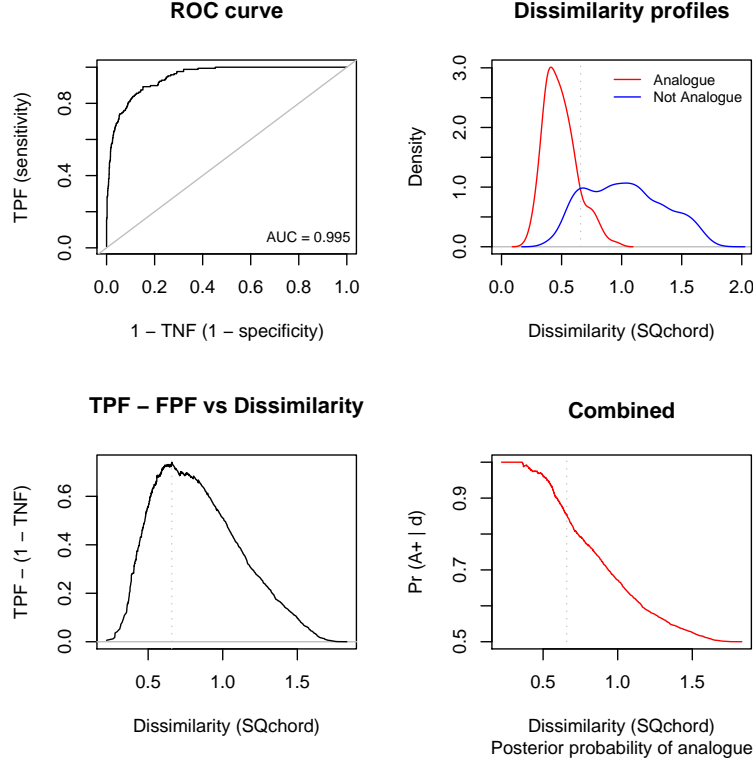 ROC curve
TPF (sensitivity)
0.0 0.4 0.8
AUC = 0.995
0.0 0.2 0.4 0.6 0.8 1.0
1 − TNF (1 − specificity)
Dissimilarity profiles
Density
0.0 1.0 2.0 3.0
Analogue
Not Analogue
0.0 0.5 1.0 1.5 2.0
Dissimilarity (SQchord)
TPF − FPF vs Dissimilarity
TPF − (1 − TNF)
0.0 0.2 0.4 0.6
0.5 1.0 1.5
Dissimilarity (SQchord)
Combined
Pr (A+ | d)
0.5 0.7 0.9
0.5 1.0 1.5
Dissimilarity (SQchord)
Posterior probability of analogue